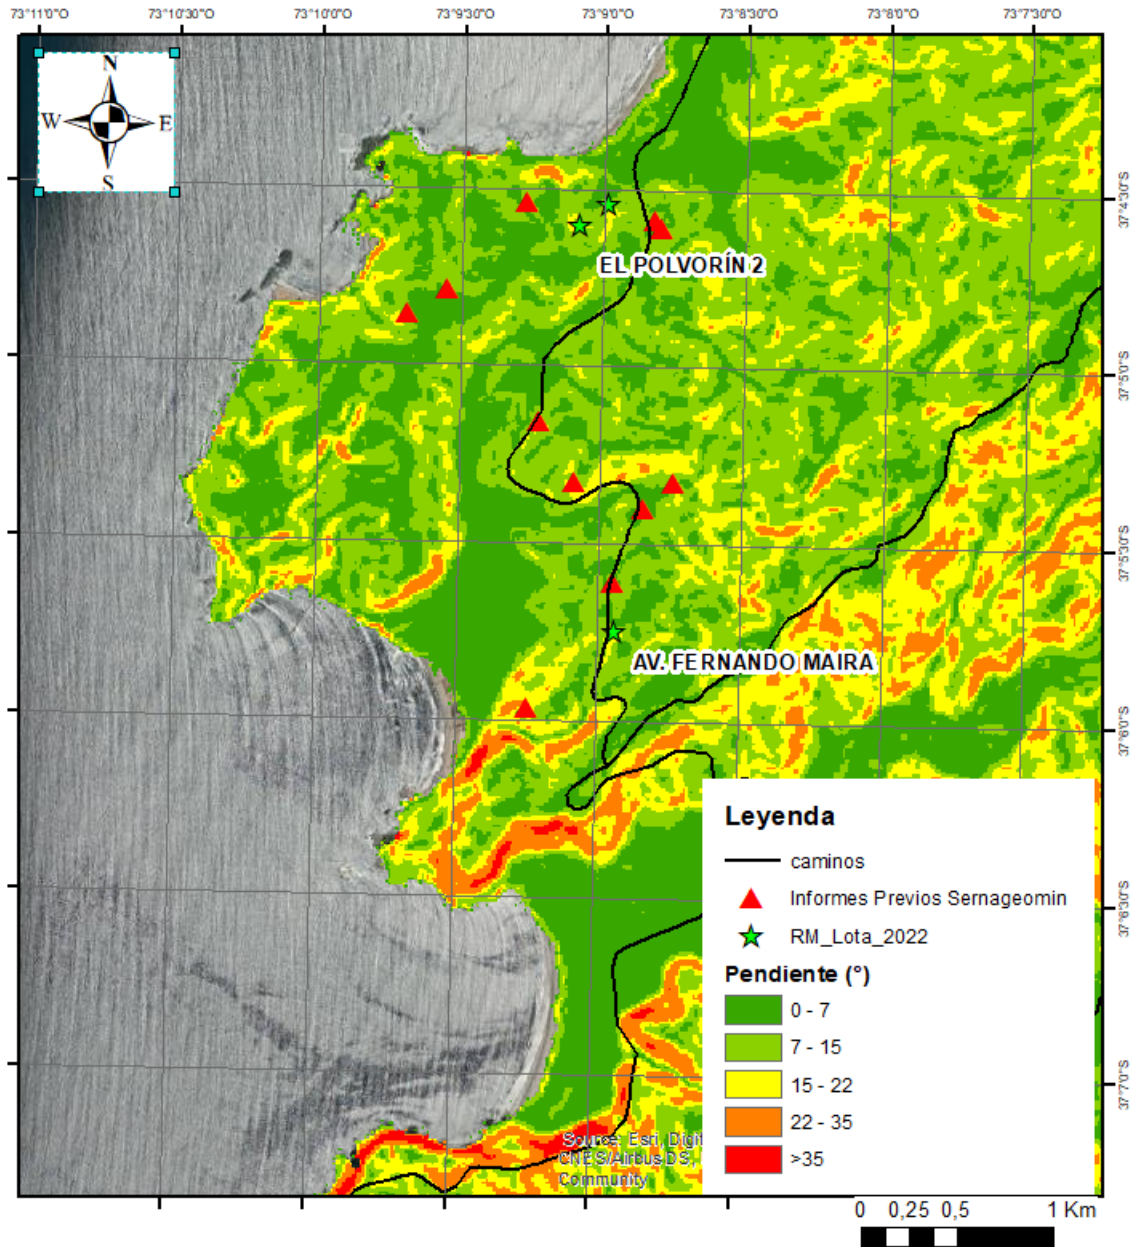 73°11'0"O 73°10'30"O 73°10'0"O 73°9'30"O 73°9'0"O 73°8'30"O 73°8'0"O 73°7'30"O
N
W E
S
37°4'30"S
EL POLVORÍN 2
37°5'0"S
37°5'30"S
AV. FERNANDO MAIRA
37°6'0"S
Leyenda
caminos
Informes Previos Sernageomin
37°6'30"S
RM_Lota_2022
Pendiente (°)
0 - 7
7 - 15
37°7'0"S
15 - 22
22 - 35
>35
Source: Esri, Digit
CNES/Airbus DS,
Community
0 0,25 0,5 1 Km